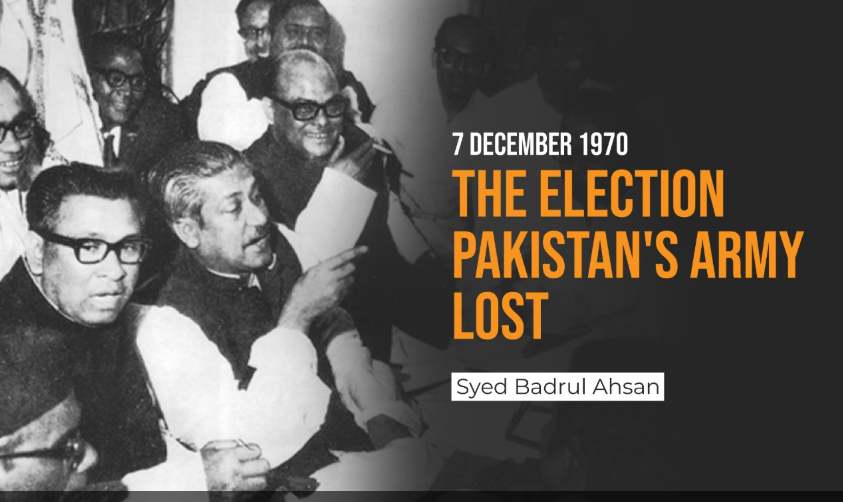 7 DECEMBER 1970
THE ELECTION
PAKISTAN'S ARMY
LOST
Syed Badrul Ahsan